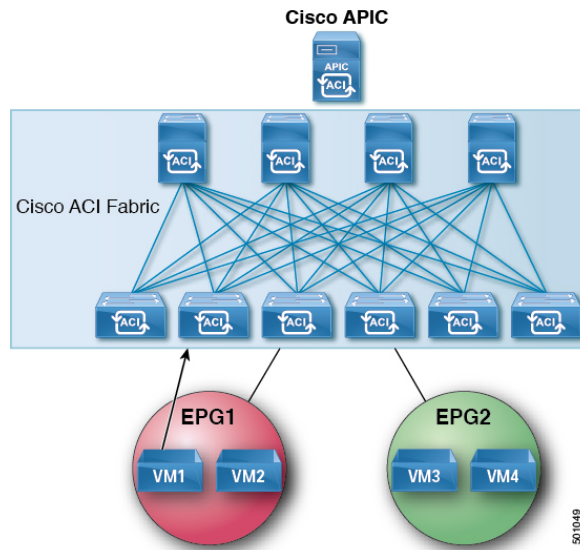 Cisco APIC
APIC
ACI
ACI ACI ACI ACI
Cisco ACI Fabric
ACI ACI ACI ACI ACI ACI
EPG1 EPG2
VM1 VM2 VM3 VM4
501049